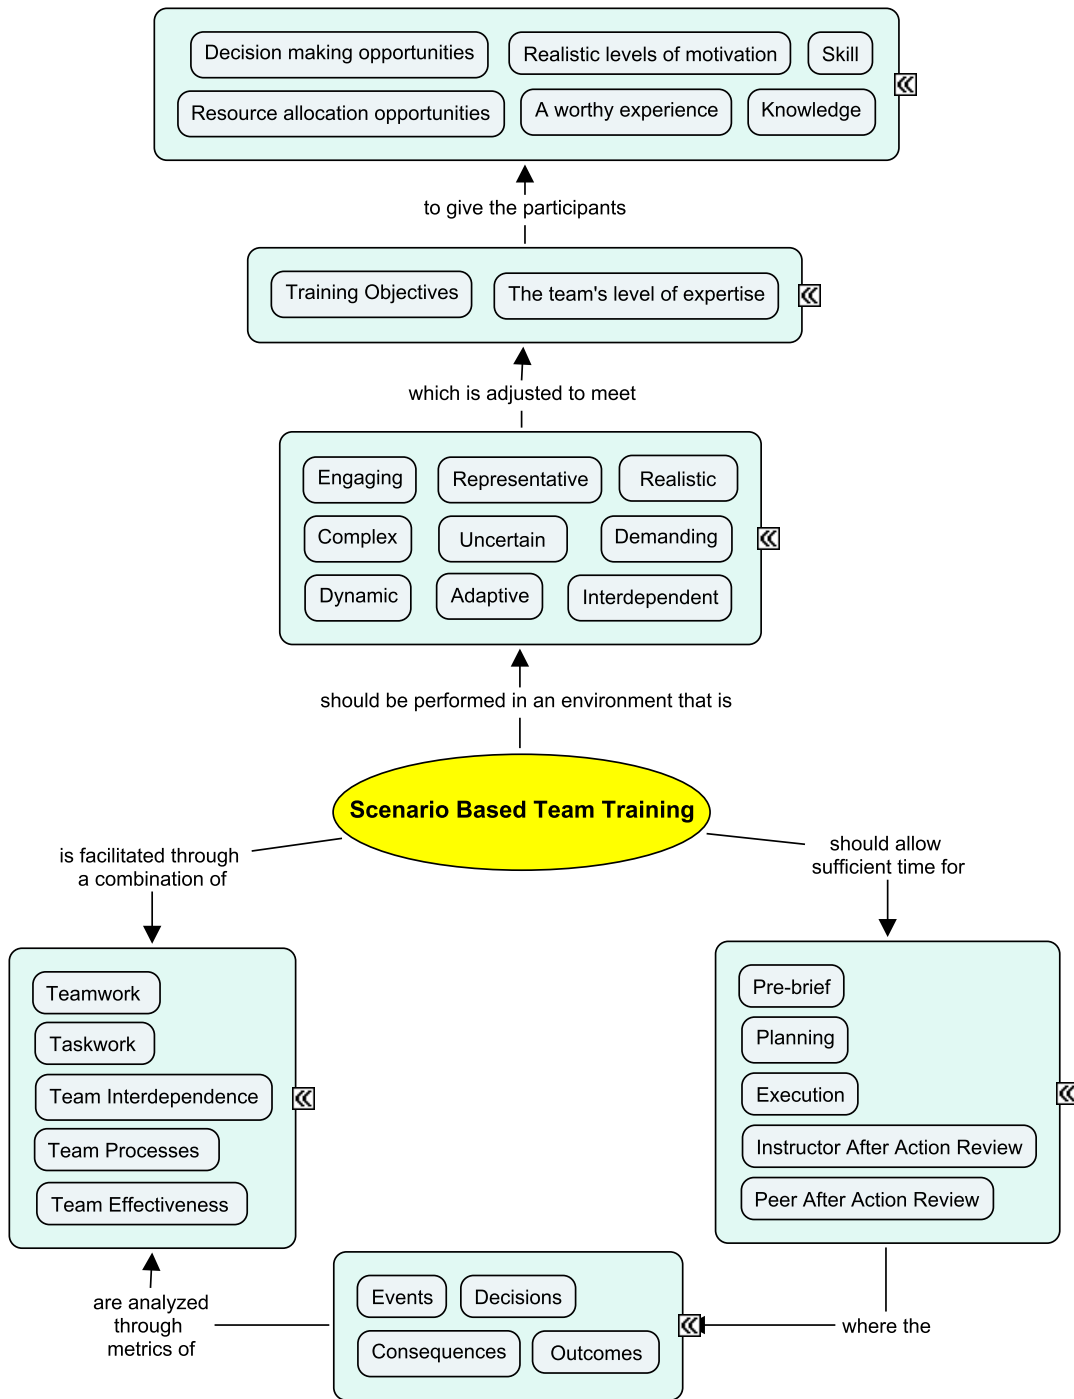 Decision making opportunities
Realistic levels of motivation
Skill
Resource allocation opportunities
A worthy experience
Knowledge
to give the participants
Training Objectives
The team's level of expertise
which is adjusted to meet
Engaging
Representative
Realistic
Complex
Uncertain
Demanding
Dynamic
Adaptive
Interdependent
should be performed in an environment that is
Scenario Based Team Training
is facilitated through
a combination of
should allow
sufficient time for
Teamwork
Taskwork
Team Interdependence
Team Processes
Team Effectiveness
Pre-brief
Planning
Execution
Instructor After Action Review
Peer After Action Review
are analyzed
through
metrics of
Events
Decisions
Consequences
Outcomes
where the